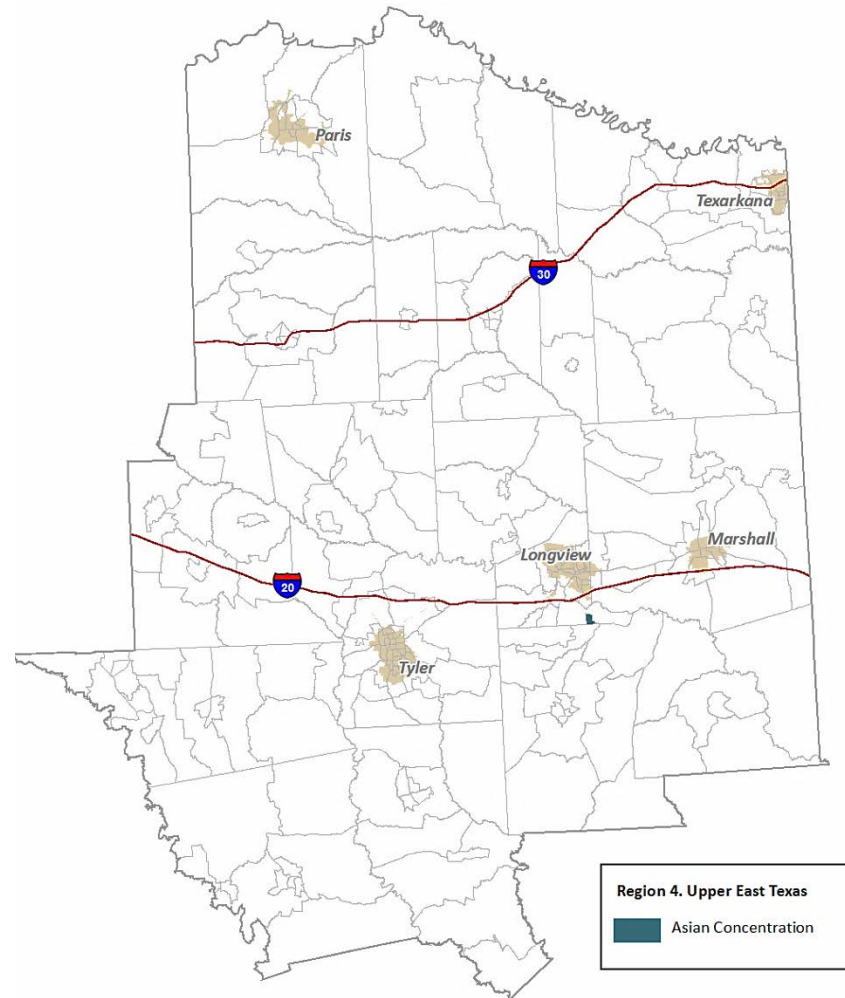 Paris
Texarkana
30
Marshall
Longview
20
Tyler
Region 4. Upper East Texas
Asian Concentration